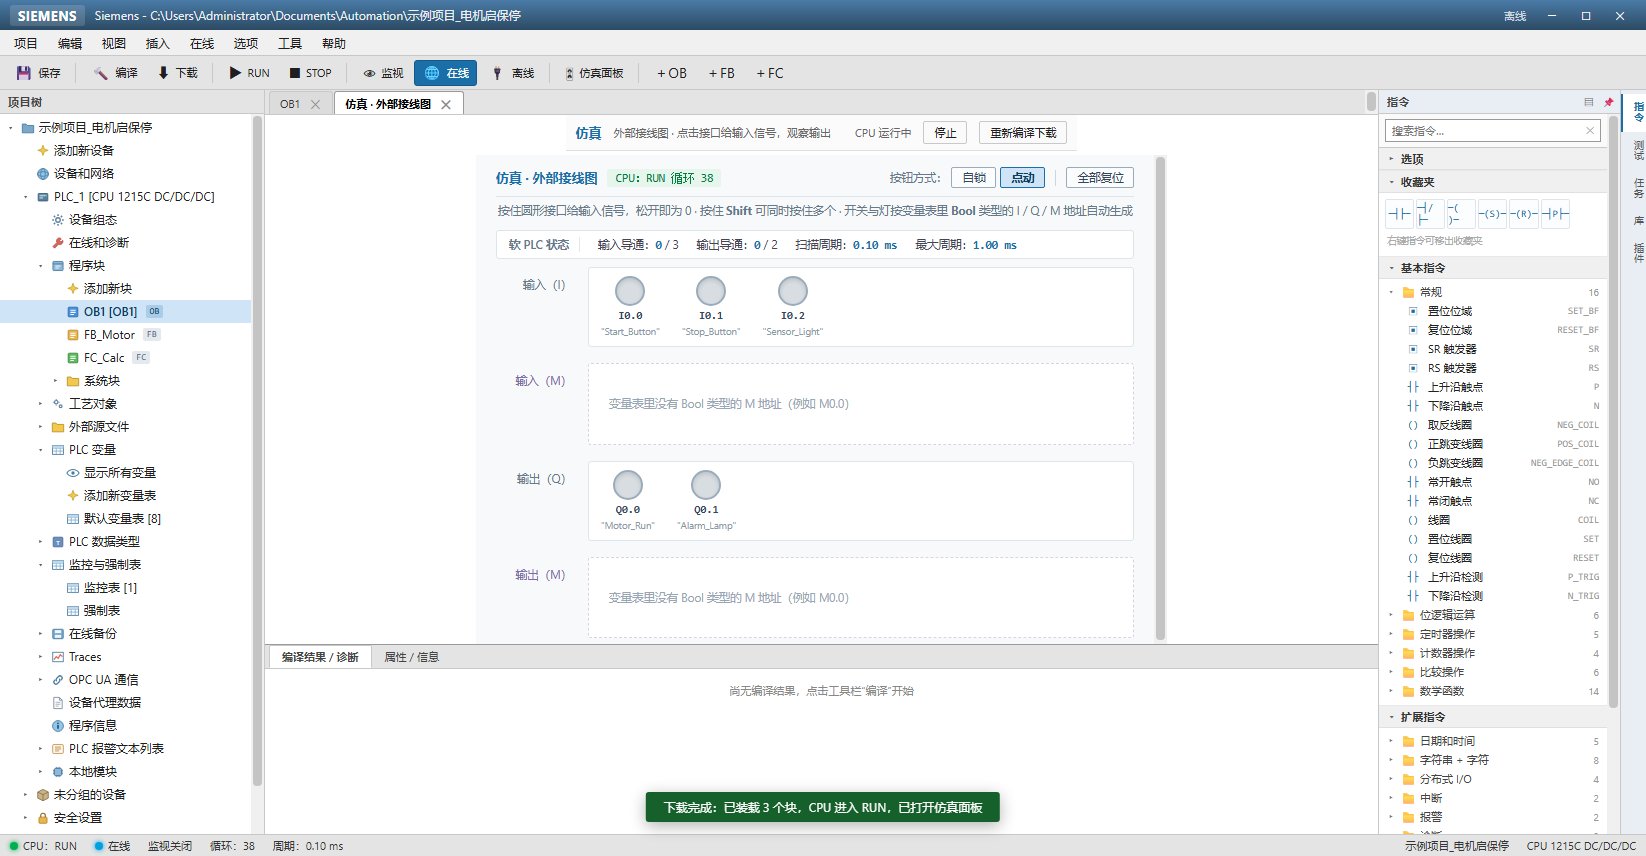 SIEMENS Siemens - C:\Users\Administrator\Documents\Automation\示例项目_电机启保停 离线
项目 编辑 视图 插入 在线 选项 工具 帮助
保存 编译 下载 RUN STOP 监视 在线 离线 仿真面板 +OB +FB +FC
项目树
示例项目_电机启保停
添加新设备
设备和网络
PLC_1 [CPU 1215C DC/DC/DC]
设备组态
在线和诊断
程序块
添加新块
OB1 [OB1] OB
FB_Motor FB
FC_Calc FC
系统块
工艺对象
外部源文件
PLC 变量
显示所有变量
添加新变量表
默认变量表 [8]
PLC 数据类型
监控与强制表
监控表 [1]
强制表
在线备份
Traces
OPC UA 通信
设备代理数据
程序信息
PLC 报警文本列表
本地模块
未分组的设备
安全设置
OB1 仿真 · 外部接线图
仿真 外部接线图 · 点击接口给输入信号，观察输出 CPU 运行中 停止 重新编译下载
仿真 · 外部接线图 CPU: RUN 循环 38 按钮方式: 自锁 点动 全部复位
按住圆形接口给输入信号，松开即为 0 · 按住 Shift 可同时按住多个 · 开关与灯按变量表里 Bool 类型的 I / Q / M 地址自动生成
软 PLC 状态 输入导通: 0 / 3 输出导通: 0 / 2 扫描周期: 0.10 ms 最大周期: 1.00 ms
输入（I）
I0.0 I0.1 I0.2
"Start_Button" "Stop_Button" "Sensor_Light"
输入（M）
变量表里没有 Bool 类型的 M 地址（例如 M0.0）
输出（Q）
Q0.0 Q0.1
"Motor_Run" "Alarm_Lamp"
输出（M）
变量表里没有 Bool 类型的 M 地址（例如 M0.0）
编译结果 / 诊断 属性 / 信息
尚无编译结果，点击工具栏“编译”开始
下载完成：已装载 3 个块，CPU 进入 RUN，已打开仿真面板
指令
搜索指令...
选项
收藏夹
右键指令可移出收藏夹
基本指令
常规 16
置位位域 SET_BF
复位位域 RESET_BF
SR 触发器 SR
RS 触发器 RS
上升沿触点 P
下降沿触点 N
取反线圈 NEG_COIL
正跳变线圈 POS_COIL
负跳变线圈 NEG_EDGE_COIL
常开触点 NO
常闭触点 NC
线圈 COIL
置位线圈 SET
复位线圈 RESET
上升沿检测 P_TRIG
下降沿检测 N_TRIG
位逻辑运算 6
定时器操作 5
计数器操作 4
比较操作 6
数学函数 14
扩展指令
日期和时间 5
字符串 + 字符 8
分布式 I/O 4
中断 2
报警 2
指令
测试
任务
库
插件
CPU: RUN 在线 监视关闭 循环: 38 周期: 0.10 ms 示例项目_电机启保停 CPU 1215C DC/DC/DC